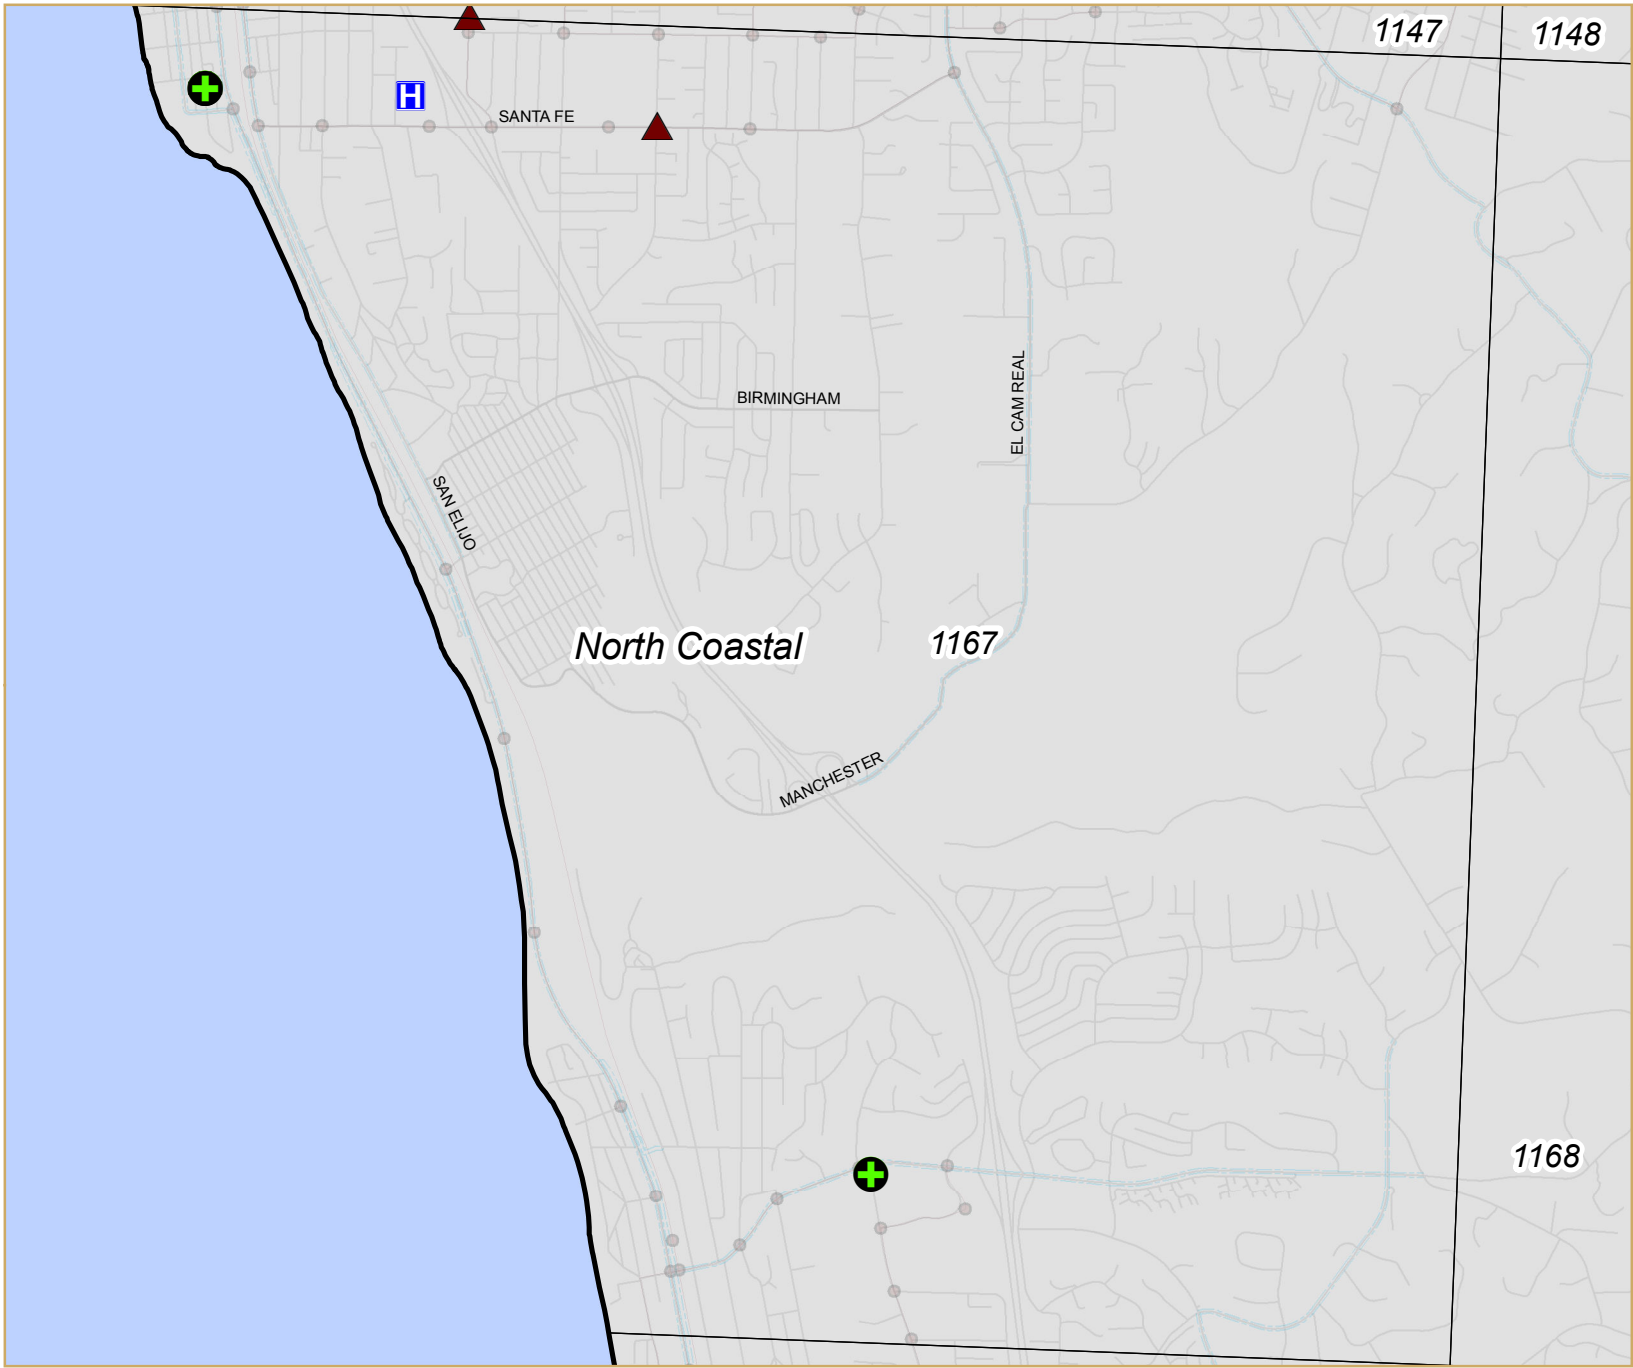 1147
1148
H
SANTA FE
EL CAM REAL
BIRMINGHAM
SAN ELIJO
North Coastal
1167
MANCHESTER
1168